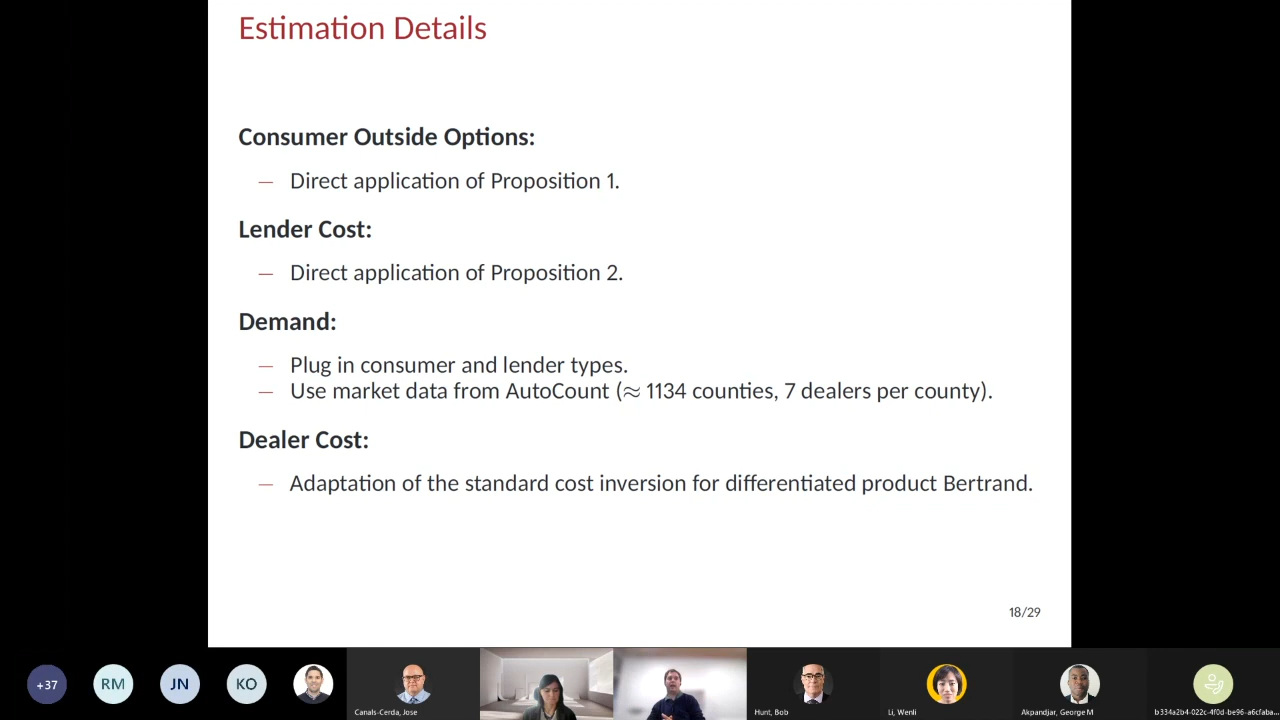 Estimation Details
Consumer Outside Options:
— Direct application of Proposition 1.
Lender Cost:
— Direct application of Proposition 2.
Demand:
— Plug in consumer and lender types.
— Use market data from AutoCount (≈ 1134 counties, 7 dealers per county).
Dealer Cost:
— Adaptation of the standard cost inversion for differentiated product Bertrand.
18/29
+37
RM
JN
KO
Canals-Cerda, Jose
Hunt, Bob
Li, Wenli
Akpandjar, George M
b334a2b4-022c-4f0d-be96-a6cfaba...